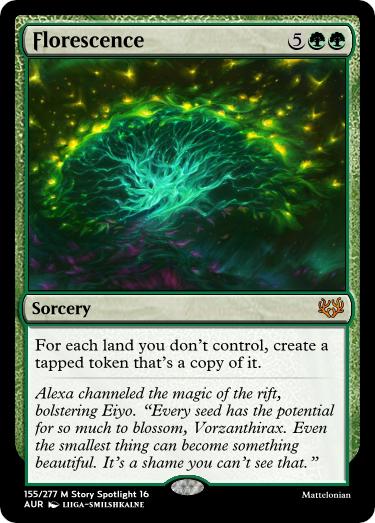 Florescence 5
Sorcery
For each land you don't control, create a
tapped token that's a copy of it.
Alexa channeled the magic of the rift,
bolstering Eiyo. “Every seed has the potential
for so much to blossom, Vorzanthirax. Even
the smallest thing can become something
beautiful. It's a shame you can't see that.”
155/277 M Story Spotlight 16
AUR LIIGA-SMILSHKALNE
Mattelonian